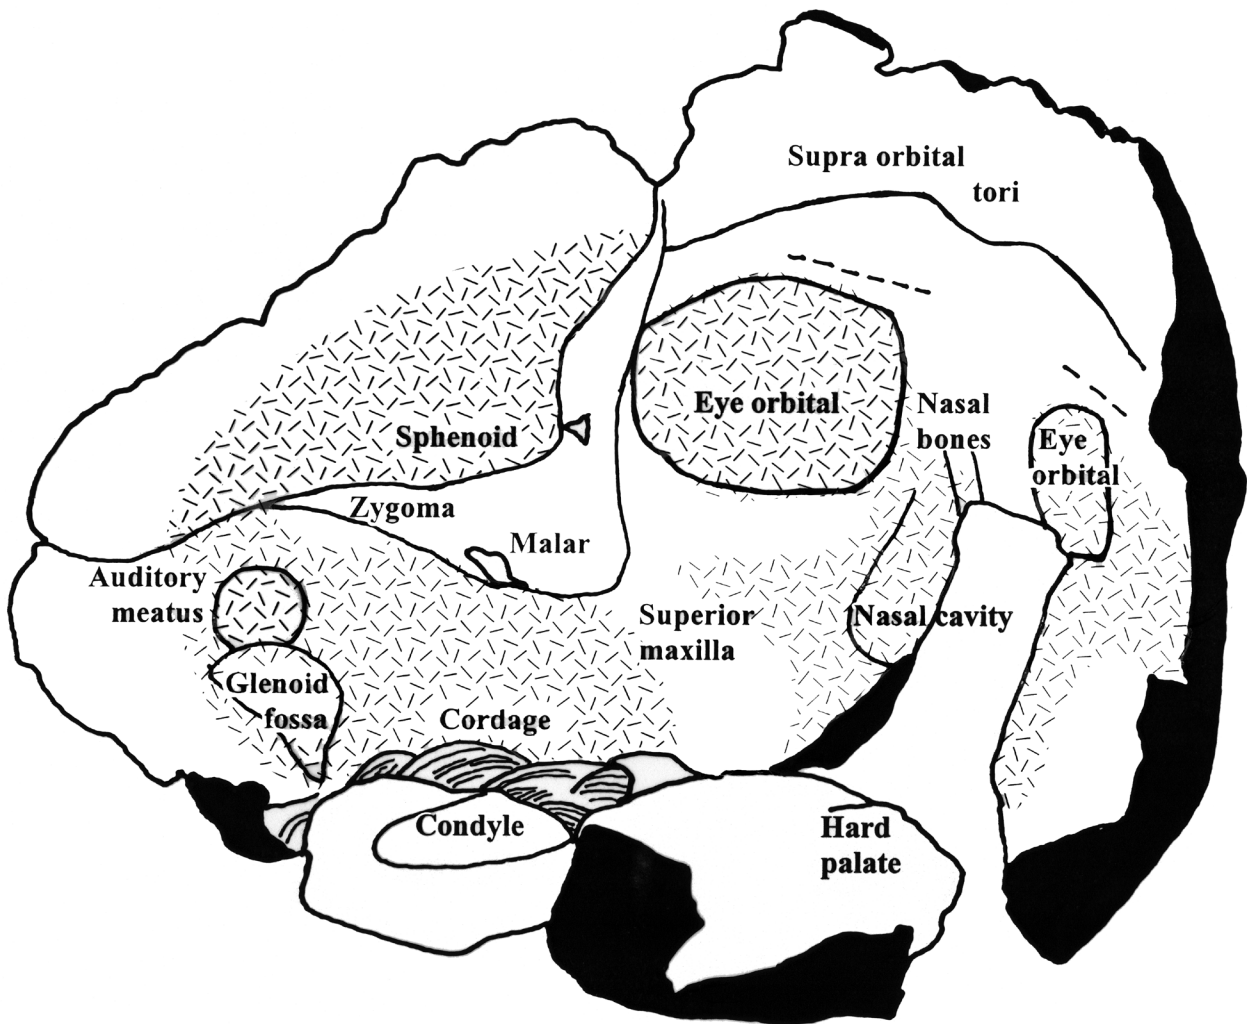 Supra orbital
tori
Eye orbital
Nasal
bones
Eye
orbital
Sphenoid
Zygoma
Malar
Auditory
meatus
Superior
maxilla
Nasal cavity
Glenoid
fossa
Cordage
Condyle
Hard
palate